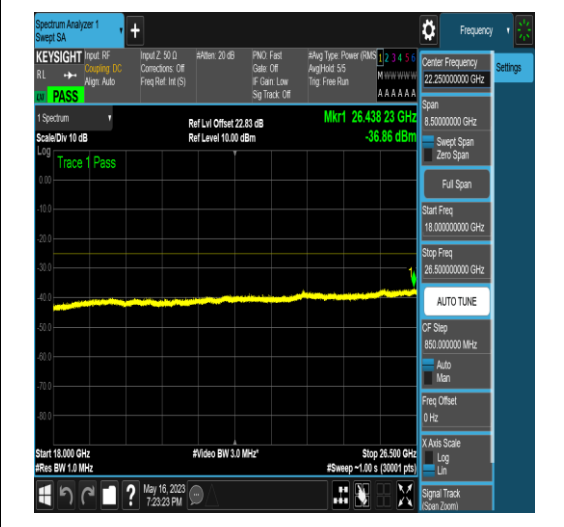 Spectrum Analyzer 1
Swept SA
+
Frequency
KEYSIGHT
RL
PASS
Input: RF
Coupling: DC
Align: Auto
Input Z: 50 Ω
Corrections: Off
Freq Ref: Int (S)
#Atten: 20 dB
PNO: Fast
Gate: Off
IF Gain: Low
Sig Track: Off
#Avg Type: Power (RMS
Avg|Hold: 5/5
Trig: Free Run
1 2 3 4 5 6
M W W W W W
A A A A A A
1 Spectrum
Scale/Div 10 dB
Ref Lvl Offset 22.83 dB
Ref Level 10.00 dBm
Mkr1 26.438 23 GHz
-36.86 dBm
Log
Trace 1 Pass
0.00
-10.0
-20.0
-30.0
-40.0
-50.0
-60.0
-70.0
-80.0
1
Start 18.000 GHz
#Res BW 1.0 MHz
#Video BW 3.0 MHz*
Stop 26.500 GHz
#Sweep ~1.00 s (30001 pts)
?
May 16, 2023
7:23:23 PM
Center Frequency
22.250000000 GHz
Span
8.50000000 GHz
Swept Span
Zero Span
Full Span
Start Freq
18.000000000 GHz
Stop Freq
26.500000000 GHz
AUTO TUNE
CF Step
850.000000 MHz
Auto
Man
Freq Offset
0 Hz
X Axis Scale
Log
Lin
Signal Track
(Span Zoom)
Settings